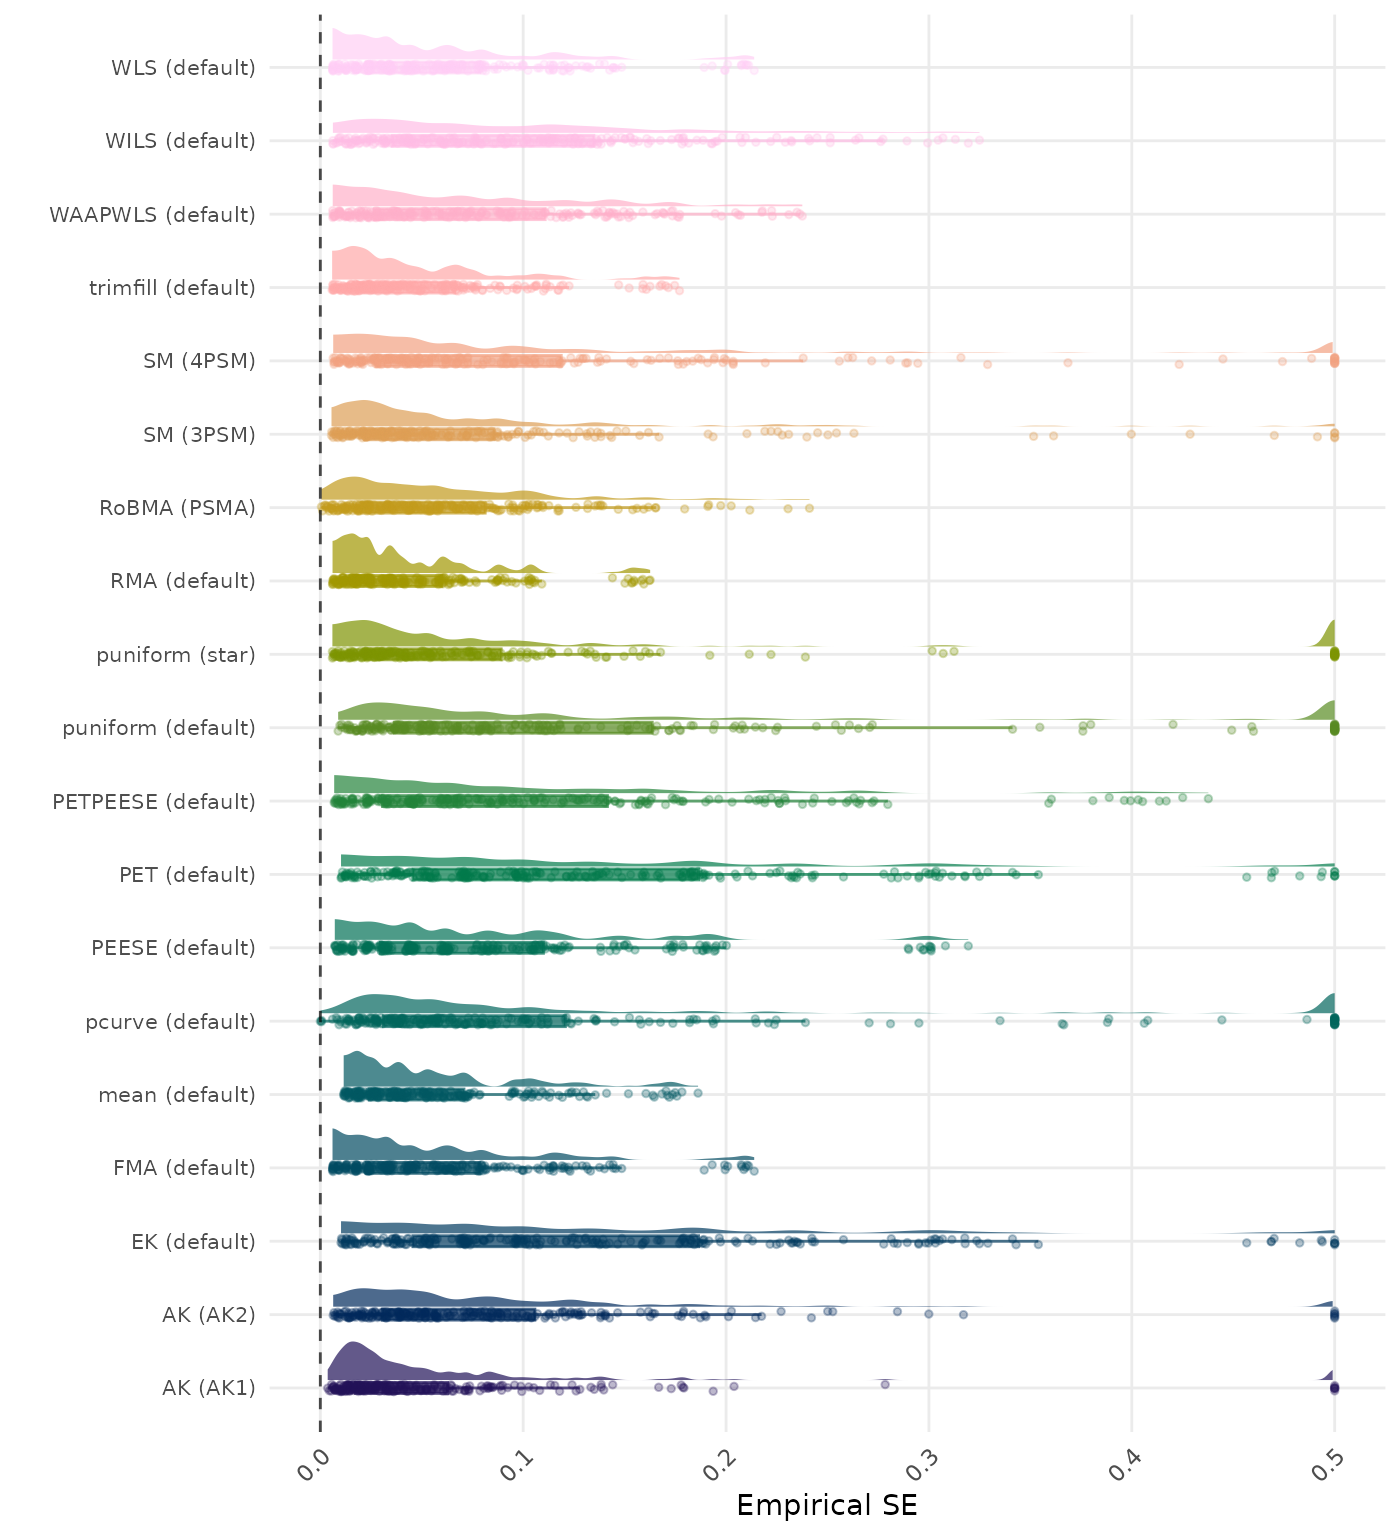 WLS (default)
WILS (default)
WAAPWLS (default)
trimfill (default)
SM (4PSM)
SM (3PSM)
RoBMA (PSMA)
RMA (default)
puniform (star)
puniform (default)
PETPEESE (default)
PET (default)
PEESE (default)
pcurve (default)
mean (default)
FMA (default)
EK (default)
AK (AK2)
AK (AK1)
0.0 0.1 0.2 0.3 0.4 0.5
Empirical SE